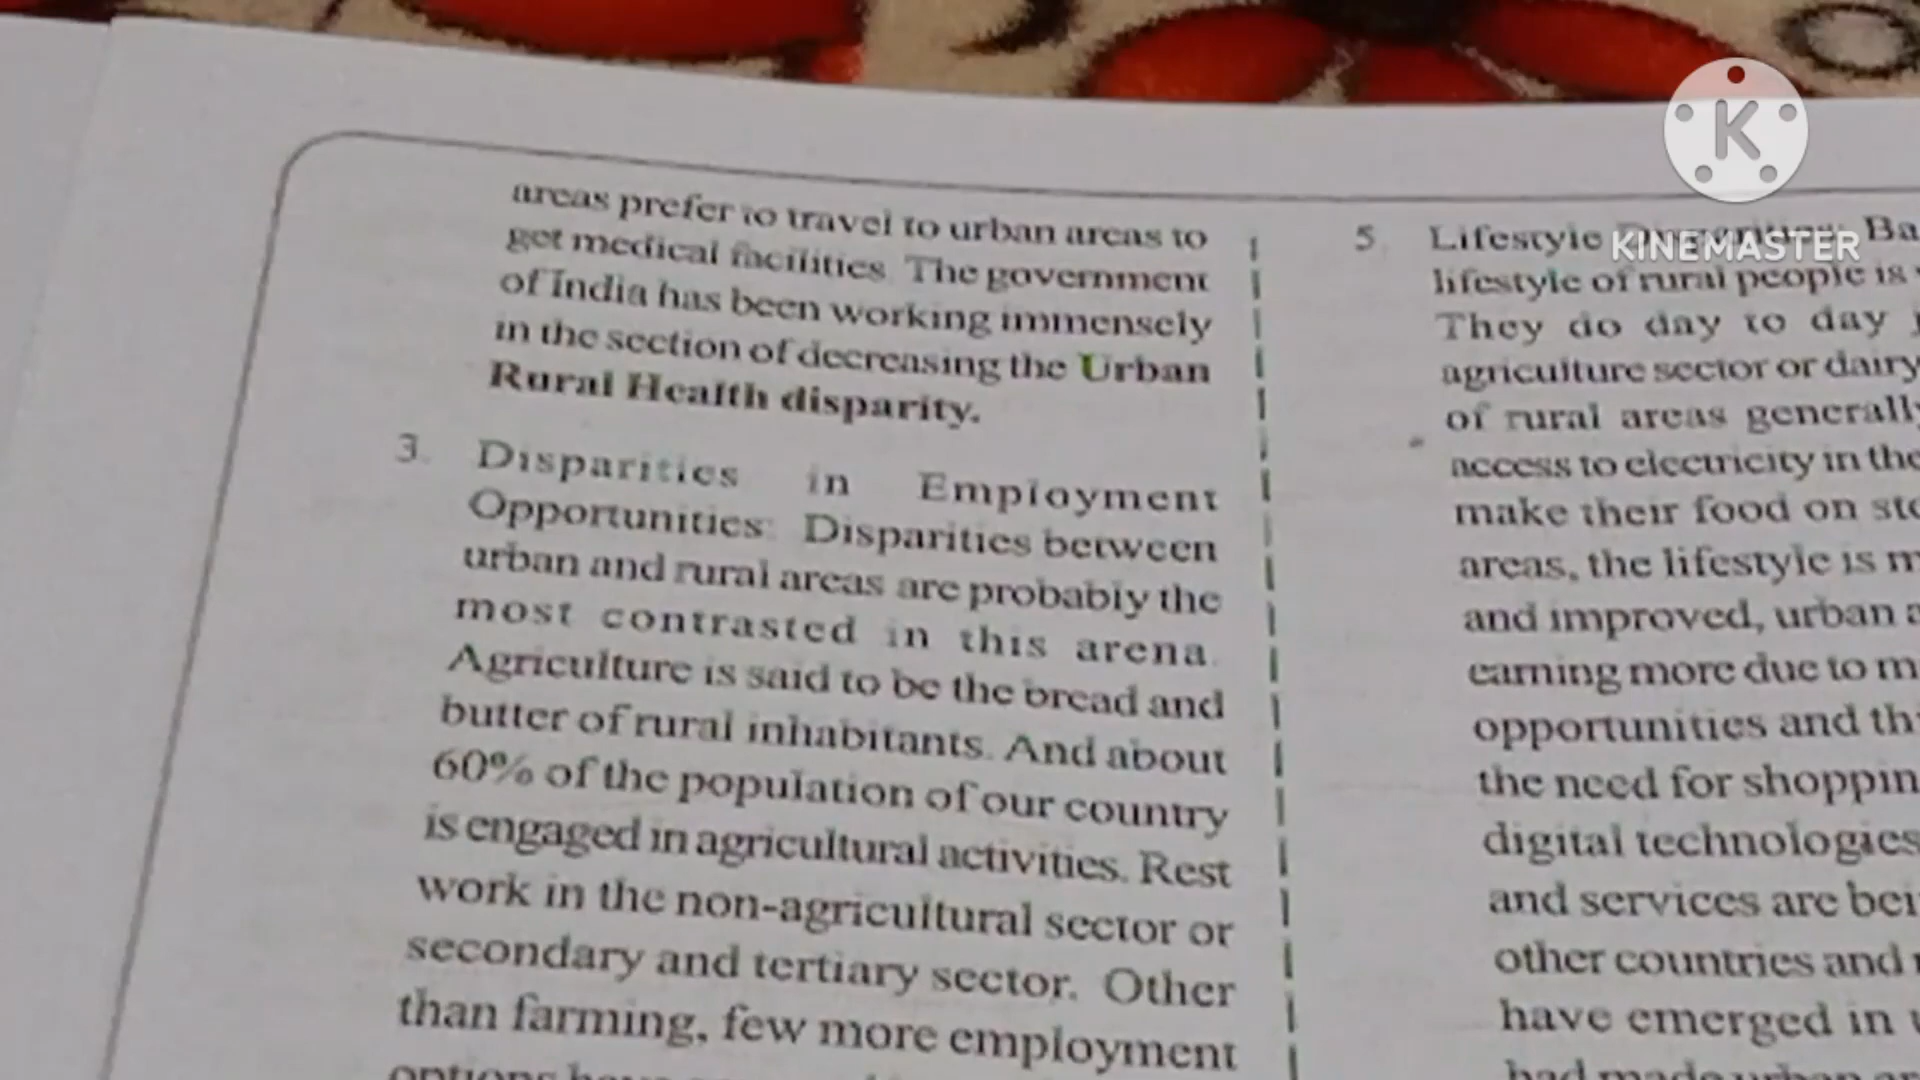 areas prefer to travel to urban areas to
get medical facilities. The government
of India has been working immensely
in the section of decreasing the Urban
Rural Health disparity.
3. Disparities in Employment
Opportunities: Disparities between
urban and rural areas are probably the
most contrasted in this arena.
Agriculture is said to be the bread and
butter of rural inhabitants. And about
60% of the population of our country
is engaged in agricultural activities. Rest
work in the non-agricultural sector or
secondary and tertiary sector. Other
than farming, few more employment
options
5. Lifestyle
lifestyle of rural people is
They do day to day
agriculture sector or dairy
of rural areas generally
access to electricity in the
make their food on
areas, the lifestyle is
and improved, urban
earning more due to
opportunities and
the need for
digital technologies
and services are
other countries and
have emerged in
had made urban
K
KINEMASTER